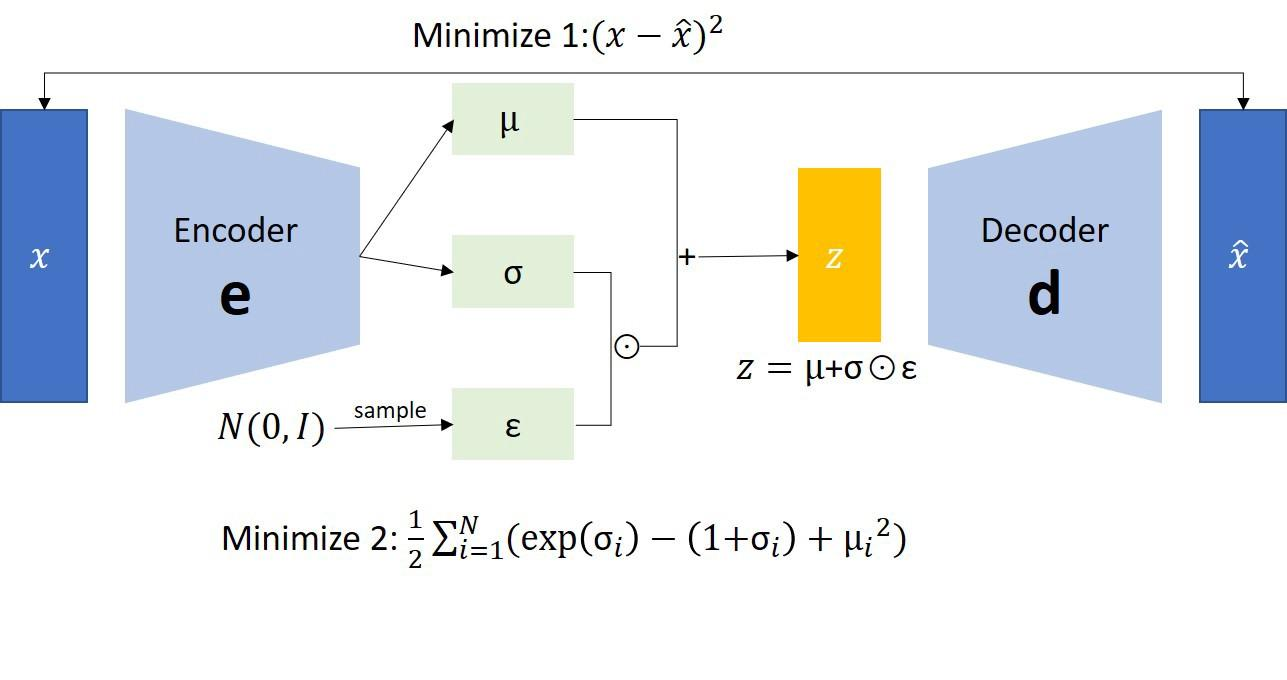 Minimize 1:(x − x̂)²
μ
Encoder
e
x
σ
+
z
Decoder
d
x̂
⊙
z = μ+σ⊙ε
N(0, I)
sample
ε
Minimize 2: ½ ∑ᵢ₌₁ᴺ(exp(σᵢ) − (1+σᵢ) + μᵢ²)